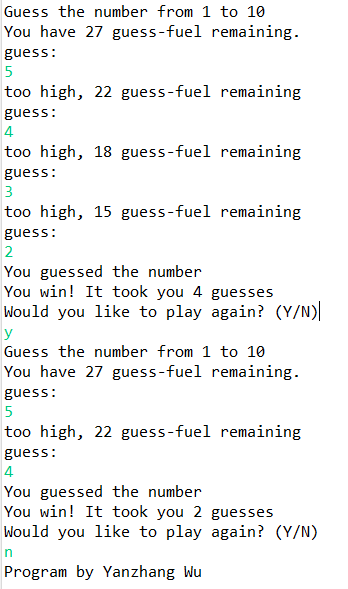 Guess the number from 1 to 10
You have 27 guess-fuel remaining.
guess:
5
too high, 22 guess-fuel remaining
guess:
4
too high, 18 guess-fuel remaining
guess:
3
too high, 15 guess-fuel remaining
guess:
2
You guessed the number
You win! It took you 4 guesses
Would you like to play again? (Y/N)
y
Guess the number from 1 to 10
You have 27 guess-fuel remaining.
guess:
5
too high, 22 guess-fuel remaining
guess:
4
You guessed the number
You win! It took you 2 guesses
Would you like to play again? (Y/N)
n
Program by Yanzhang Wu